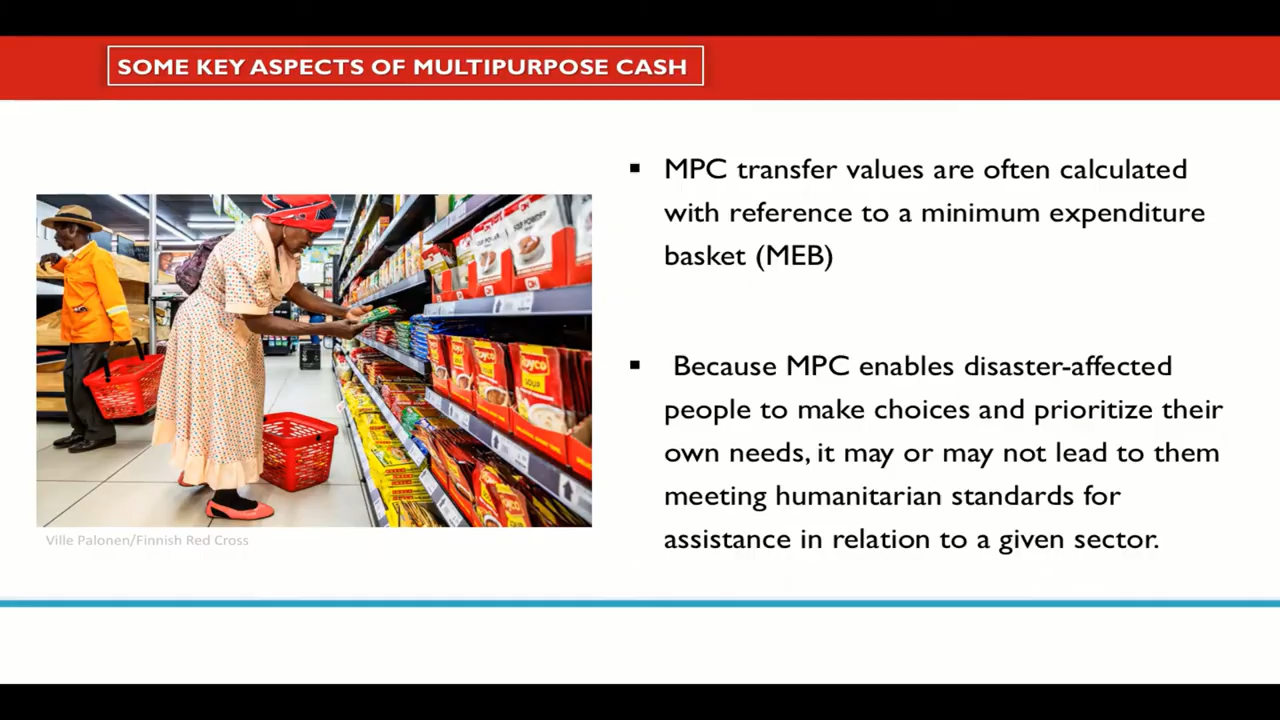 SOME KEY ASPECTS OF MULTIPURPOSE CASH
MPC transfer values are often calculated
with reference to a minimum expenditure
basket (MEB)
Because MPC enables disaster-affected
people to make choices and prioritize their
own needs, it may or may not lead to them
meeting humanitarian standards for
assistance in relation to a given sector.
Ville Palonen/Finnish Red Cross